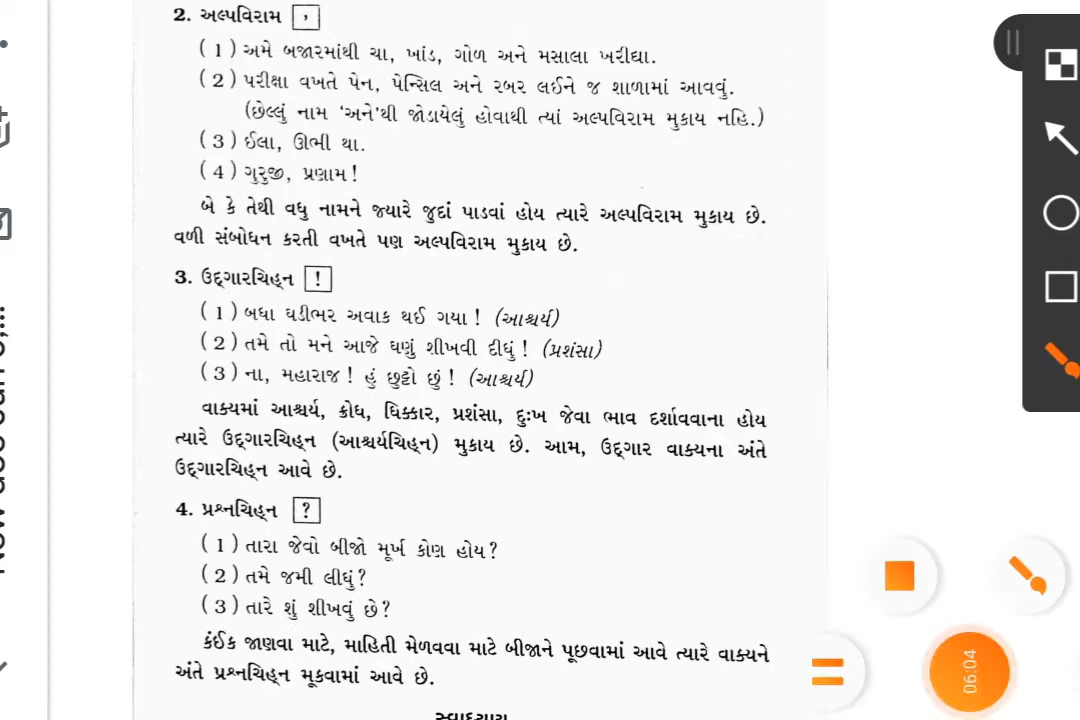 2. અલ્પવિરામ ,
(1) અમે બજારમાંથી ચા, ખાંડ, ગોળ અને મસાલા ખરીદ્યા.
(2) પરીક્ષા વખતે પેન, પેન્સિલ અને રબર લઈને જ શાળામાં આવવું.
(છેલ્લું નામ ‘અને’થી જોડાયેલું હોવાથી ત્યાં અલ્પવિરામ મુકાય નહિ.)
(3) ઈલા, ઊભી થા.
(4) ગુરુજી, પ્રણામ!
બે કે તેથી વધુ નામને જ્યારે જુદાં પાડવાં હોય ત્યારે અલ્પવિરામ મુકાય છે.
વળી સંબોધન કરતી વખતે પણ અલ્પવિરામ મુકાય છે.
3. ઉદ્ગારચિહ્ન !
(1) બધા ઘડીભર અવાક થઈ ગયા! (આશ્ચર્ય)
(2) તમે તો મને આજે ઘણું શીખવી દીધું! (પ્રશંસા)
(3) ના, મહારાજ! હું છુટ્ટો છું! (આશ્ચર્ય)
વાક્યમાં આશ્ચર્ય, ક્રોધ, ધિક્કાર, પ્રશંસા, દુઃખ જેવા ભાવ દર્શાવવાના હોય
ત્યારે ઉદ્ગારચિહ્ન (આશ્ચર્યચિહ્ન) મુકાય છે. આમ, ઉદ્ગાર વાક્યના અંતે
ઉદ્ગારચિહ્ન આવે છે.
4. પ્રશ્નચિહ્ન ?
(1) તારા જેવો બીજો મૂર્ખ કોણ હોય?
(2) તમે જમી લીધું?
(3) તારે શું શીખવું છે?
કંઈક જાણવા માટે, માહિતી મેળવવા માટે બીજાને પૂછવામાં આવે ત્યારે વાક્યને
અંતે પ્રશ્નચિહ્ન મૂકવામાં આવે છે.
06:04